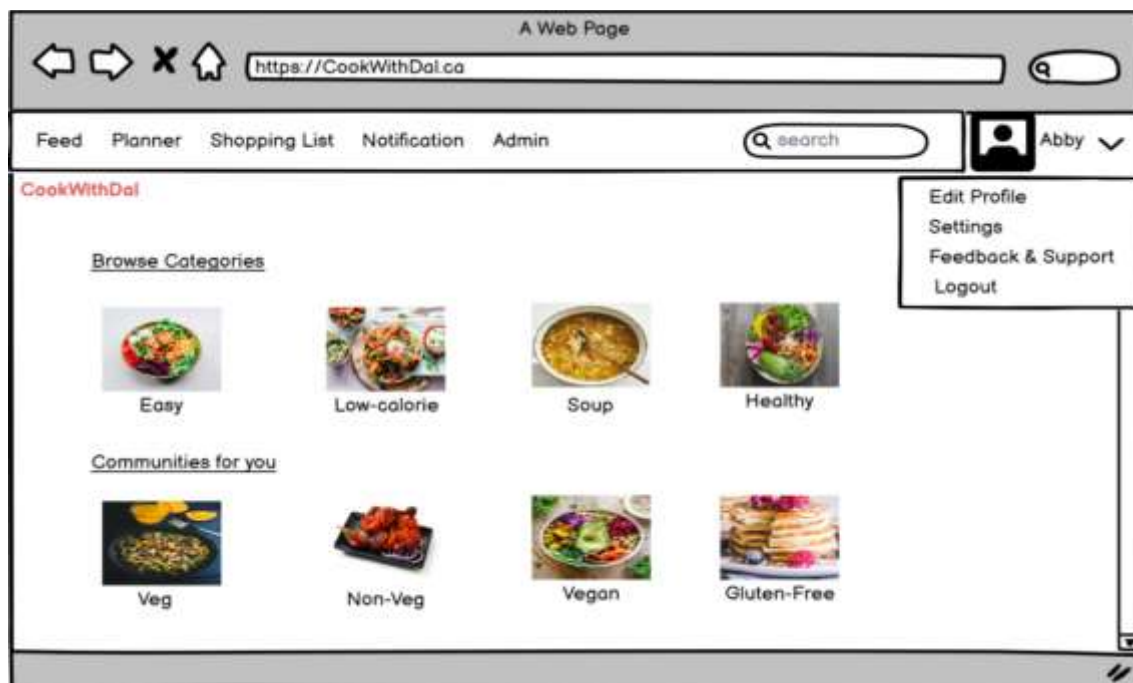 A Web Page
https://CookWithDal.ca
Feed Planner Shopping List Notification Admin search Abby
CookWithDal
Edit Profile
Settings
Feedback & Support
Logout
Browse Categories
Easy Low-calorie Soup Healthy
Communities for you
Veg Non-Veg Vegan Gluten-Free